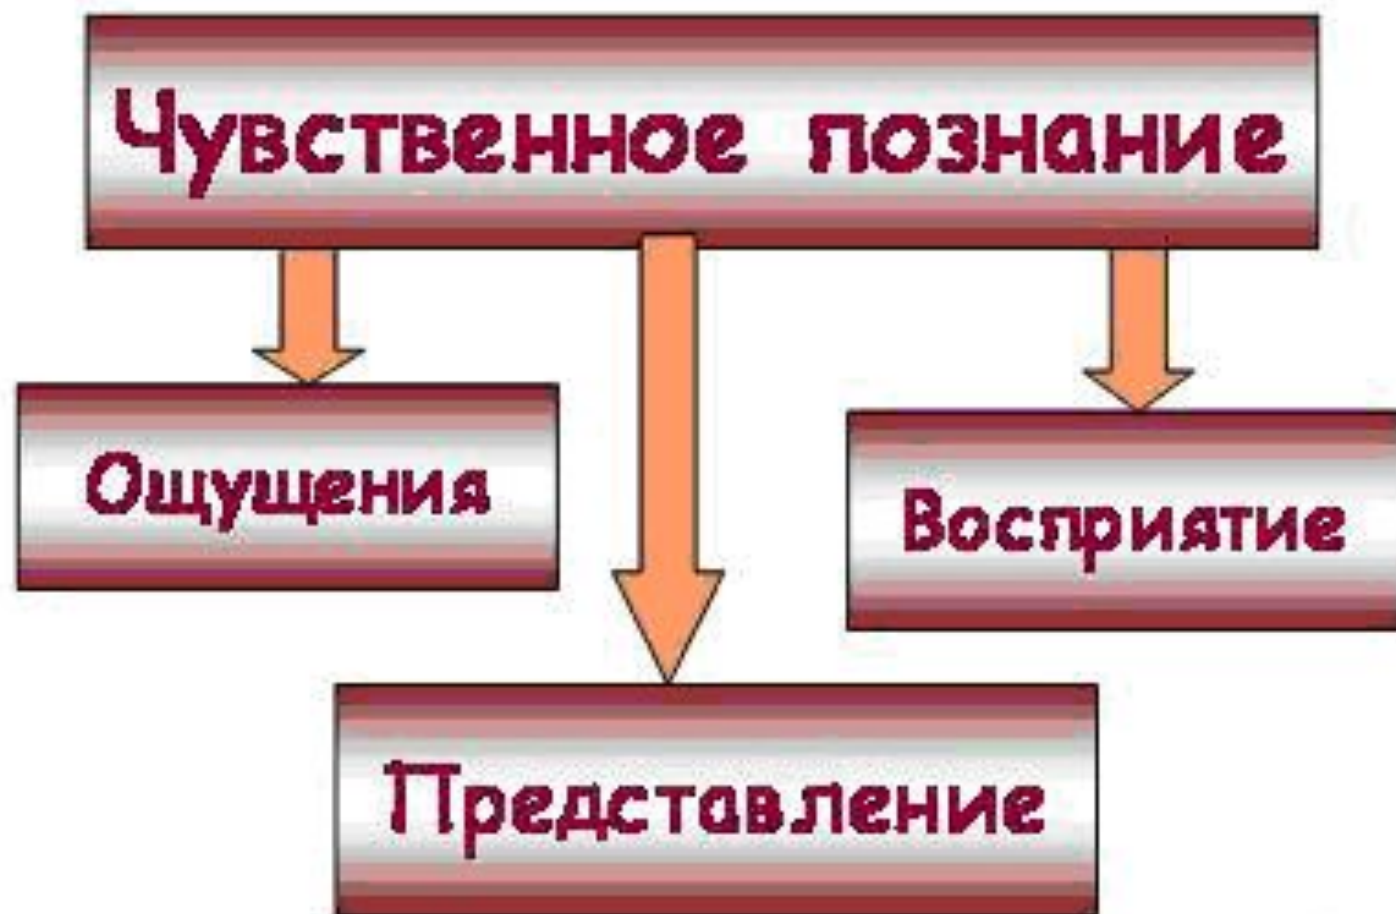 Чувственное познание
Ощущения
Восприятие
Представление